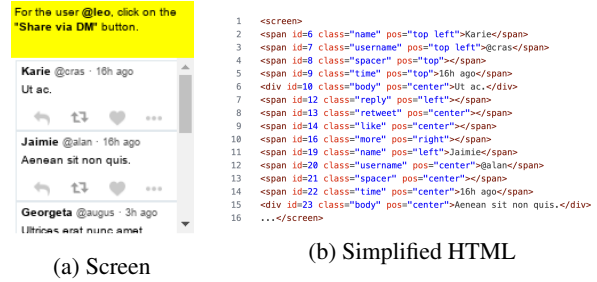 For the user @leo, click on the
"Share via DM" button.
Karie @cras · 16h ago
Ut ac.
Jaimie @alan · 16h ago
Aenean sit non quis.
Georgeta @augus · 3h ago
Ultrices erat nunc amet
(a) Screen
1 <screen>
2 <span id=6 class="name" pos="top left">Karie</span>
3 <span id=7 class="username" pos="top left">@cras</span>
4 <span id=8 class="spacer" pos="top"></span>
5 <span id=9 class="time" pos="top">16h ago</span>
6 <div id=10 class="body" pos="center">Ut ac.</div>
7 <span id=12 class="reply" pos="left"></span>
8 <span id=13 class="retweet" pos="center"></span>
9 <span id=14 class="like" pos="center"></span>
10 <span id=16 class="more" pos="right"></span>
11 <span id=19 class="name" pos="left">Jaimie</span>
12 <span id=20 class="username" pos="center">@alan</span>
13 <span id=21 class="spacer" pos="center"></span>
14 <span id=22 class="time" pos="center">16h ago</span>
15 <div id=23 class="body" pos="center">Aenean sit non quis.</div>
16 ...</screen>
(b) Simplified HTML